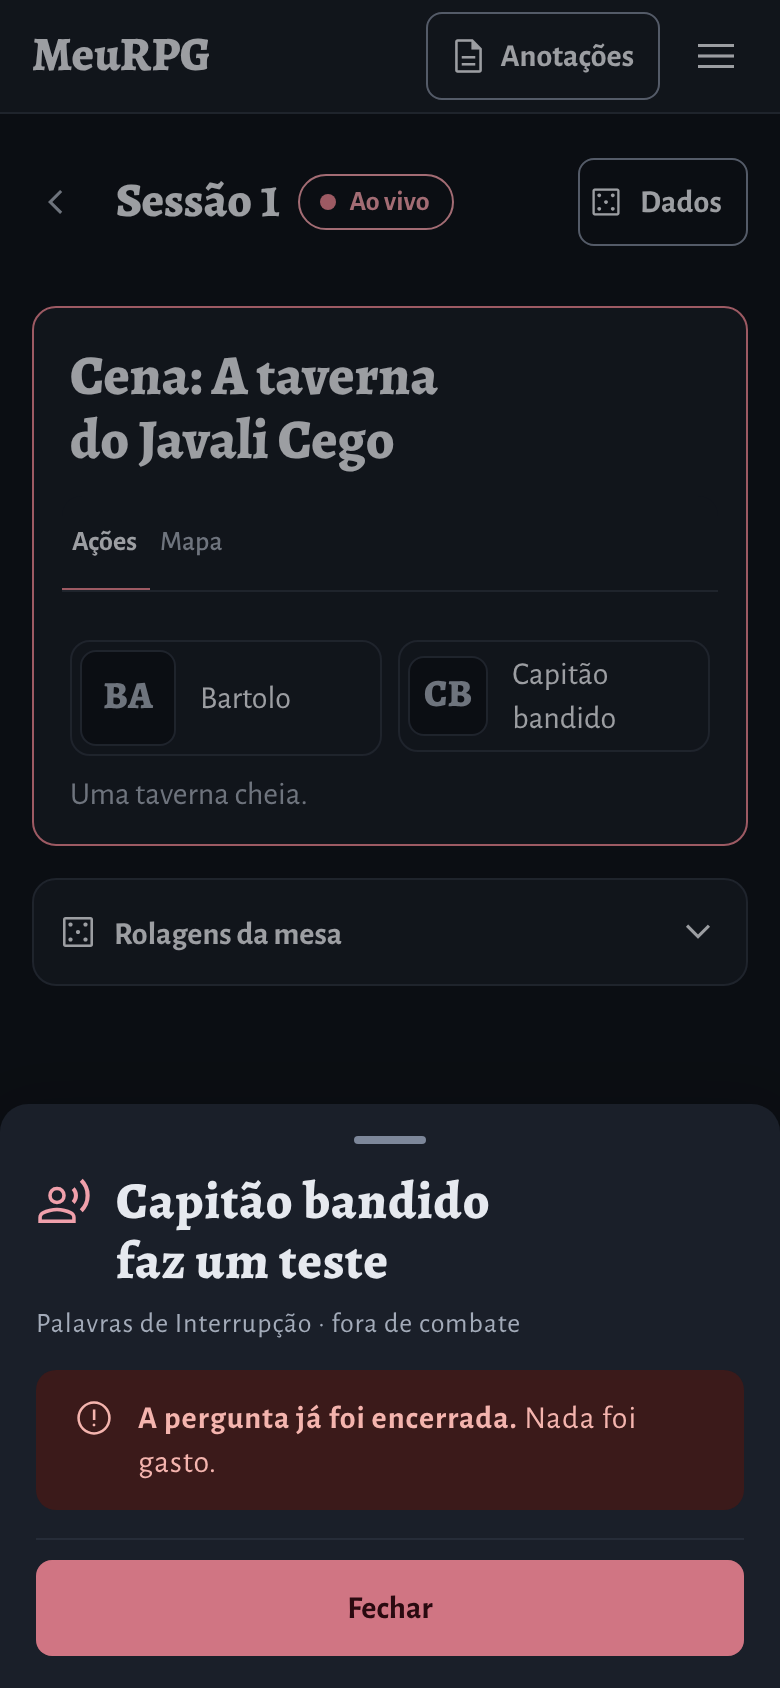 MeuRPG
Anotações
Sessão 1
Ao vivo
Dados
Cena: A taverna
do Javali Cego
Ações
Mapa
BA
Bartolo
CB
Capitão
bandido
Uma taverna cheia.
Rolagens da mesa
Capitão bandido
faz um teste
Palavras de Interrupção · fora de combate
A pergunta já foi encerrada. Nada foi
gasto.
Fechar